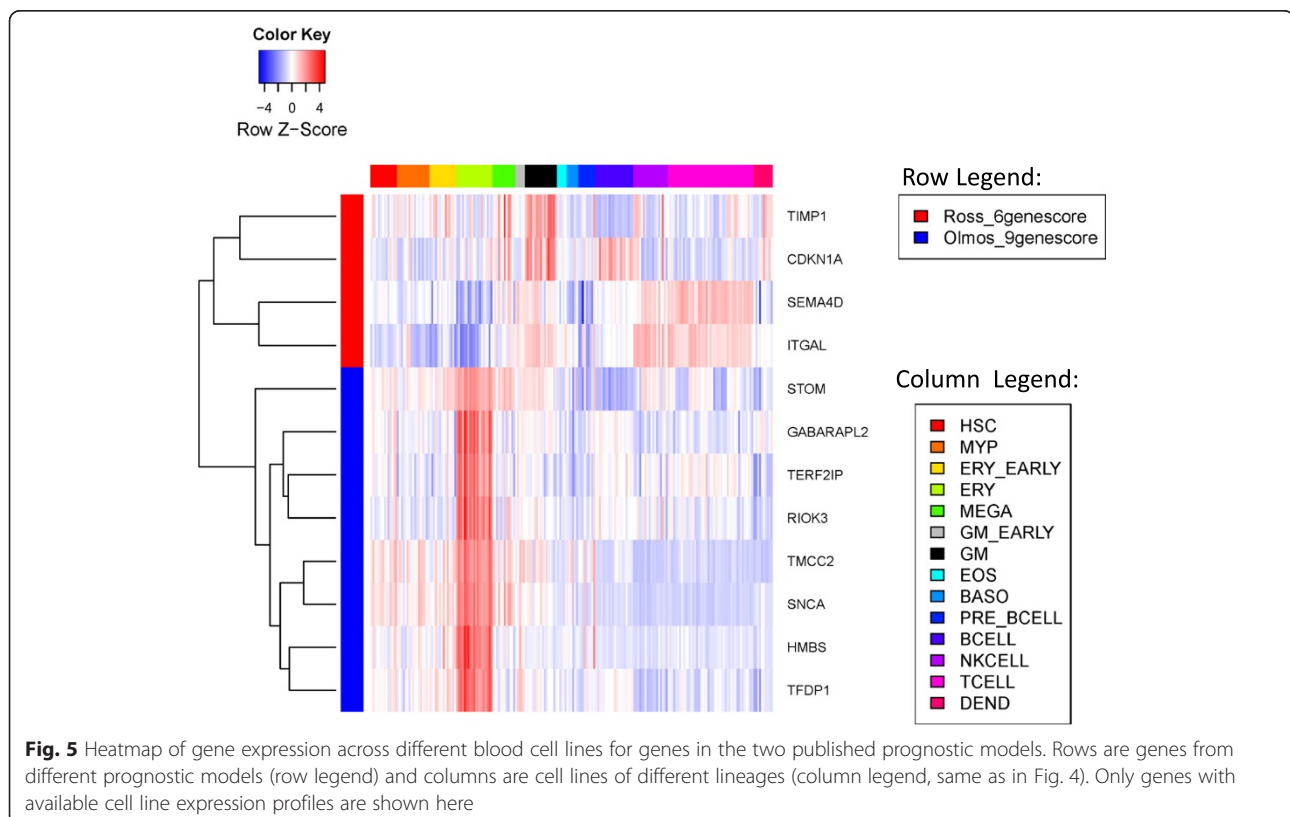 Color Key
−4 0 4
Row Z−Score
TIMP1
CDKN1A
SEMA4D
ITGAL
STOM
GABARAPL2
TERF2IP
RIOK3
TMCC2
SNCA
HMBS
TFDP1
Row Legend:
Ross_6genescore
Olmos_9genescore
Column Legend:
HSC
MYP
ERY_EARLY
ERY
MEGA
GM_EARLY
GM
EOS
BASO
PRE_BCELL
BCELL
NKCELL
TCELL
DEND
Fig. 5 Heatmap of gene expression across different blood cell lines for genes in the two published prognostic models. Rows are genes from
different prognostic models (row legend) and columns are cell lines of different lineages (column legend, same as in Fig. 4). Only genes with
available cell line expression profiles are shown here